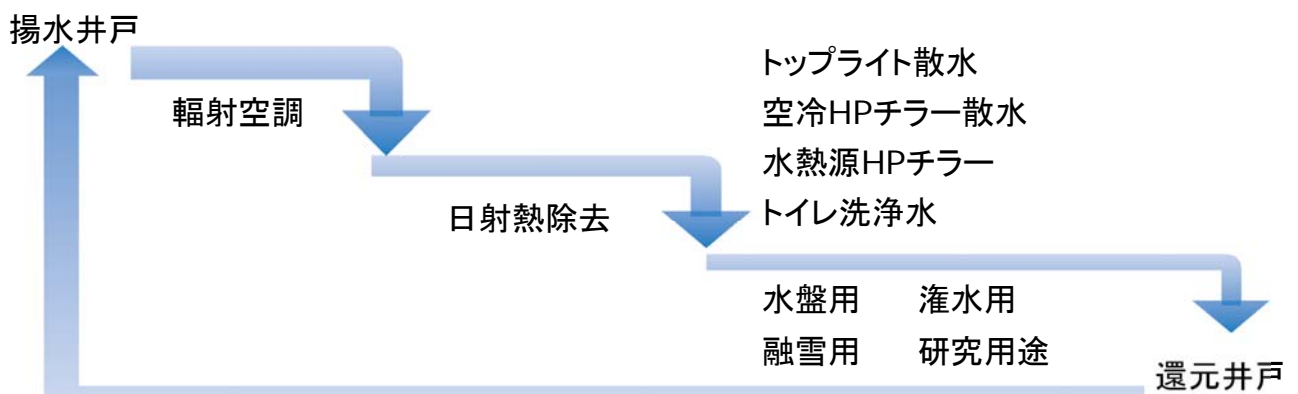 揚水井戸
輻射空調
日射熱除去
トップライト散水
空冷HPチラー散水
水熱源HPチラー
トイレ洗浄水
水盤用 潅水用
融雪用 研究用途
還元井戸